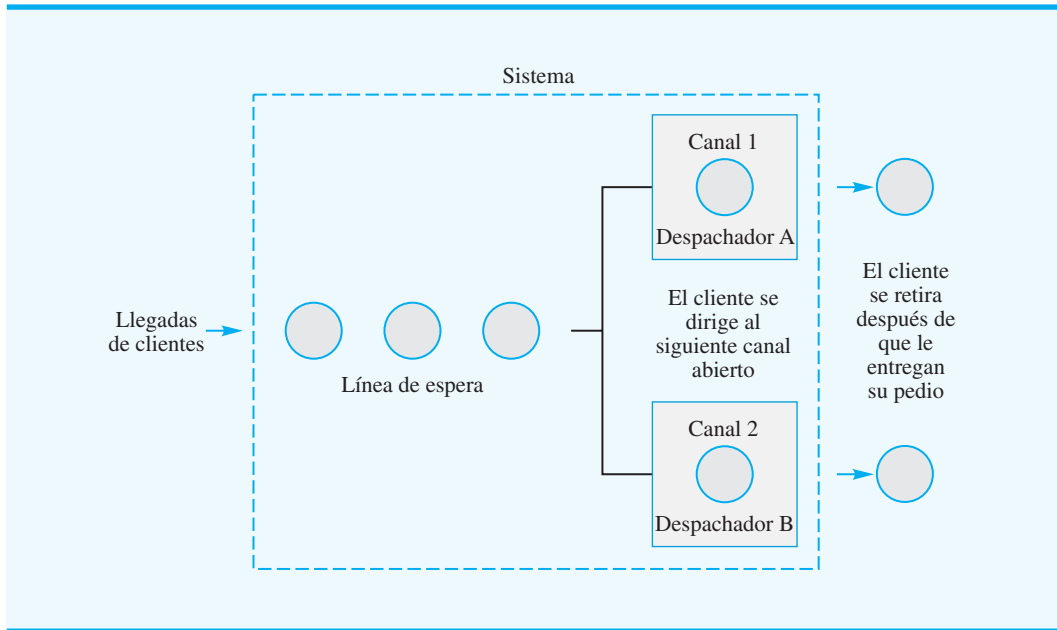 Sistema
Canal 1
Despachador A
Llegadas
de clientes
Línea de espera
El cliente se
dirige al
siguiente canal
abierto
El cliente
se retira
después de
que le
entregan
su pedio
Canal 2
Despachador B